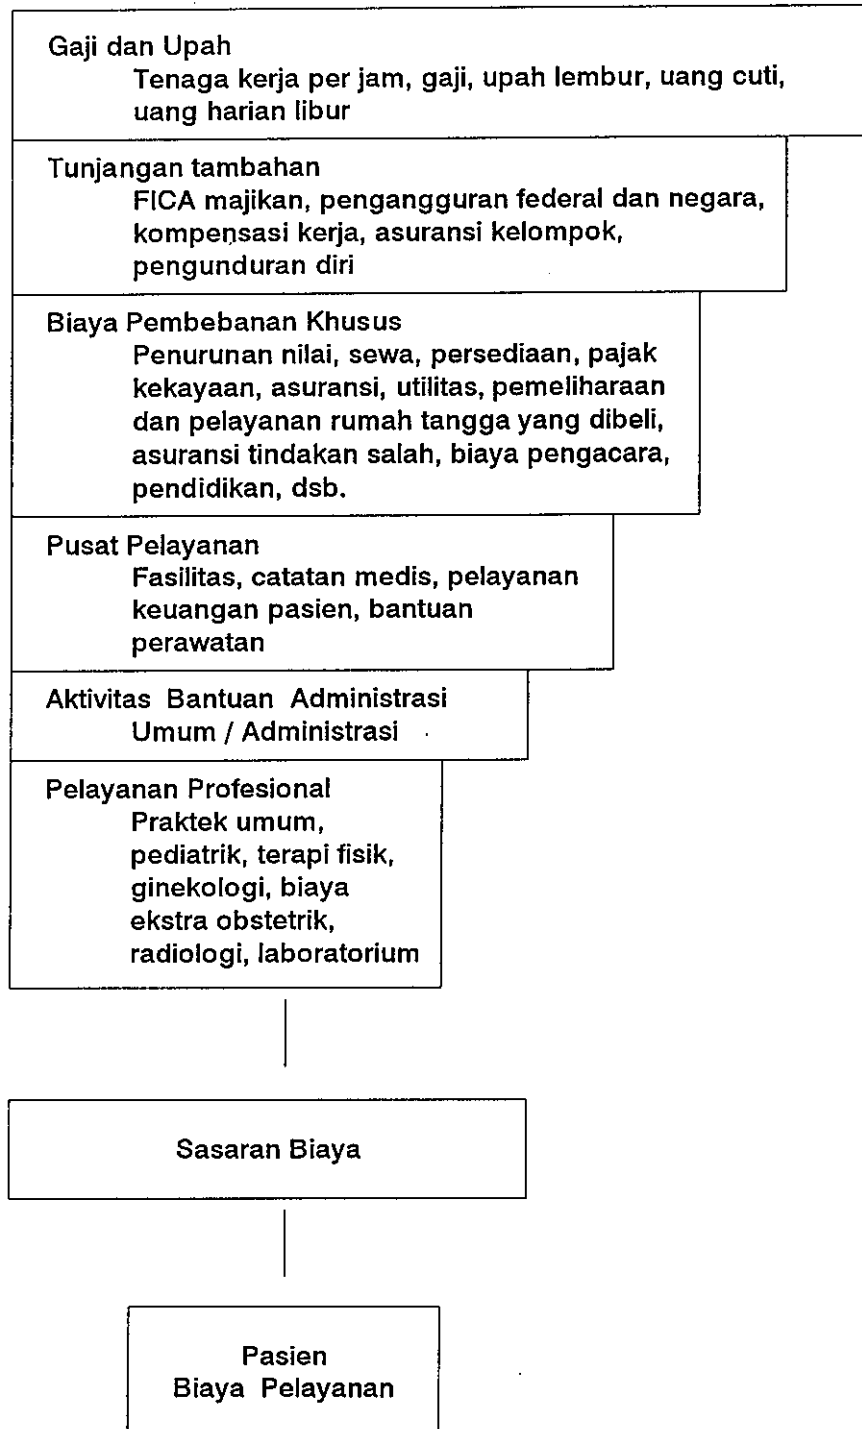 Gaji dan Upah
Tenaga kerja per jam, gaji, upah lembur, uang cuti,
uang harian libur
Tunjangan tambahan
FICA majikan, pengangguran federal dan negara,
kompensasi kerja, asuransi kelompok,
pengunduran diri
Biaya Pembebanan Khusus
Penurunan nilai, sewa, persediaan, pajak
kekayaan, asuransi, utilitas, pemeliharaan
dan pelayanan rumah tangga yang dibeli,
asuransi tindakan salah, biaya pengacara,
pendidikan, dsb.
Pusat Pelayanan
Fasilitas, catatan medis, pelayanan
keuangan pasien, bantuan
perawatan
Aktivitas Bantuan Administrasi
Umum / Administrasi
Pelayanan Profesional
Praktek umum,
pediatrik, terapi fisik,
ginekologi, biaya
ekstra obstetrik,
radiologi, laboratorium
Sasaran Biaya
Pasien
Biaya Pelayanan